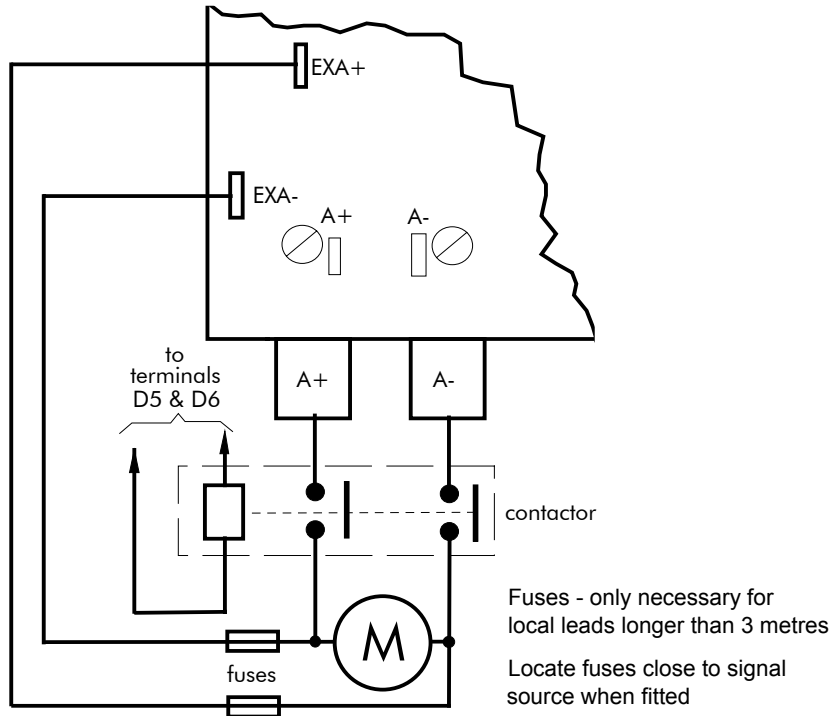 EXA+
EXA-
A+
A-
to
terminals
D5 & D6
A+
A-
contactor
M
fuses
Fuses - only necessary for
local leads longer than 3 metres
Locate fuses close to signal
source when fitted